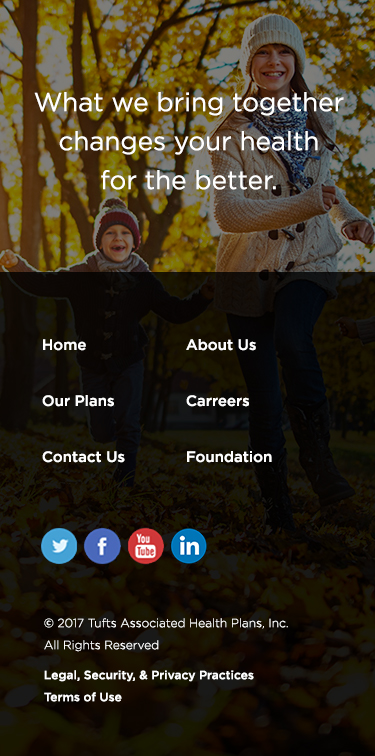 What we bring together
changes your health
for the better.
Home
About Us
Our Plans
Carreers
Contact Us
Foundation
You
Tube
in
© 2017 Tufts Associated Health Plans, Inc.
All Rights Reserved
Legal, Security, & Privacy Practices
Terms of Use